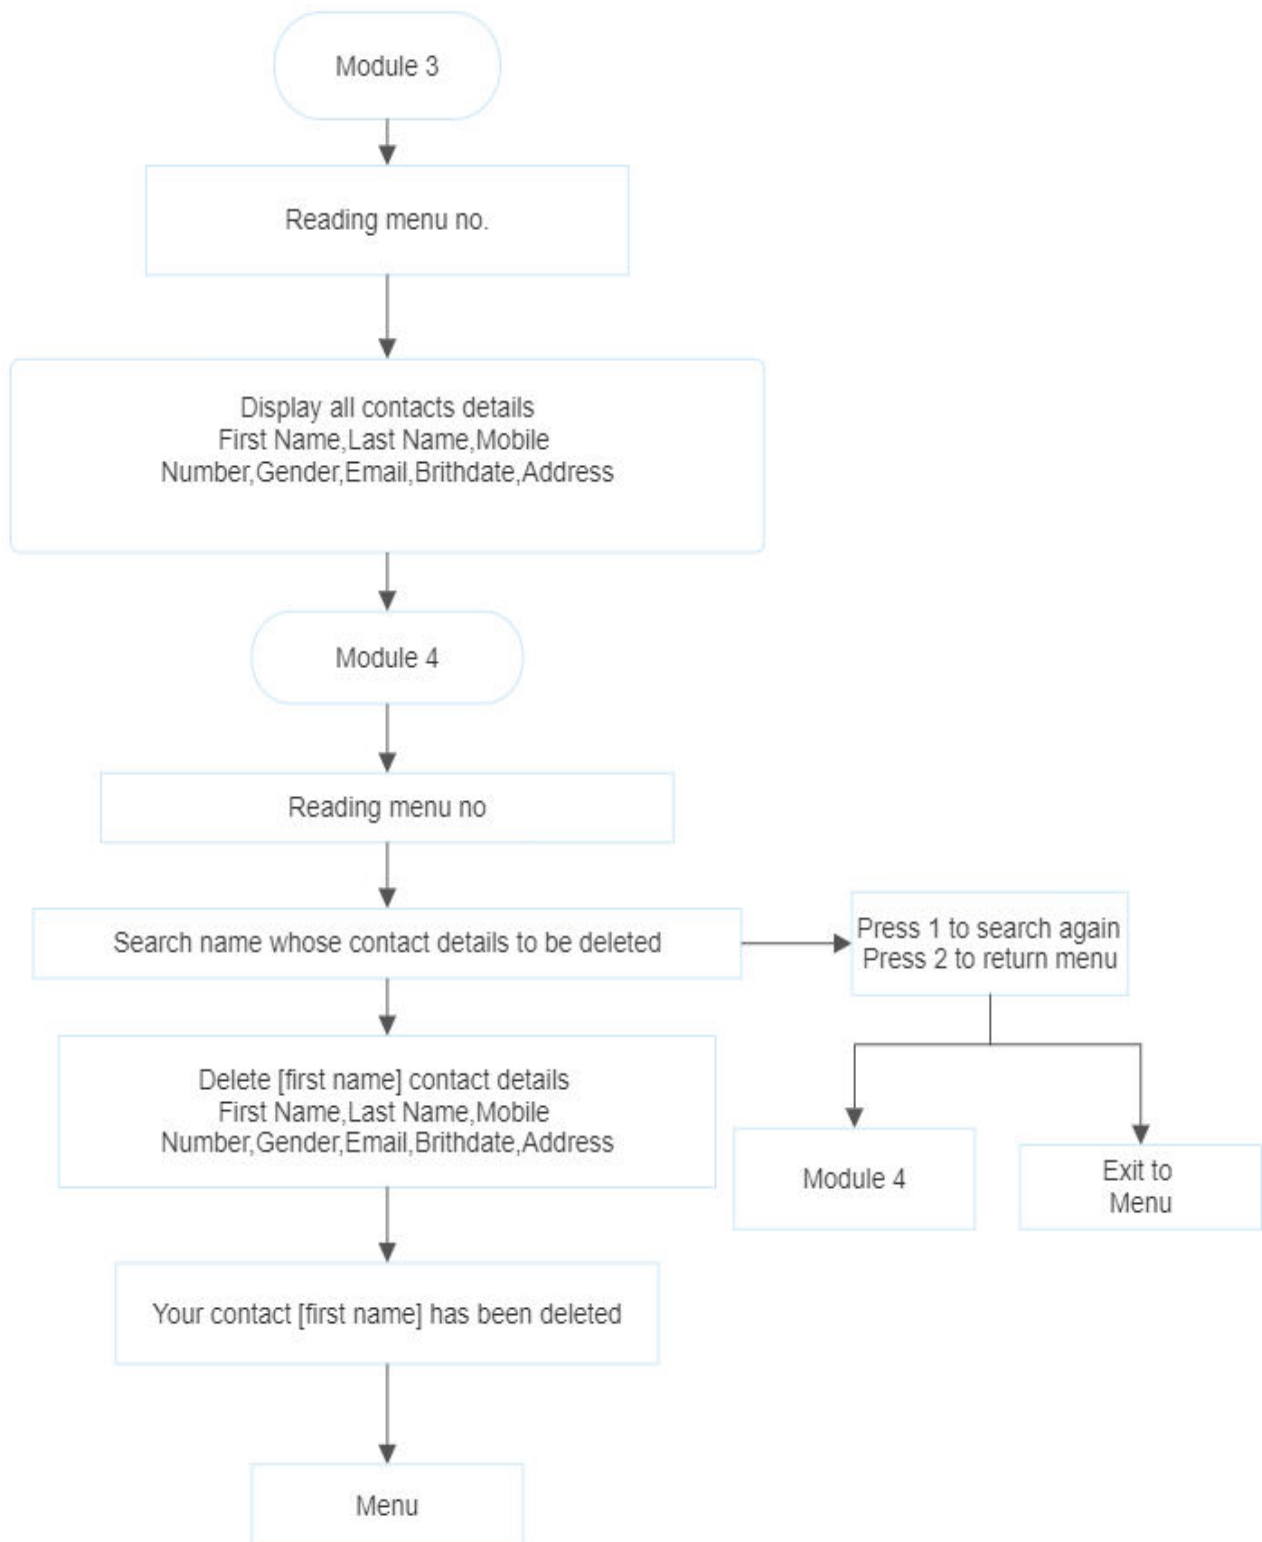 Module 3
Reading menu no.
Display all contacts details
First Name,Last Name,Mobile
Number,Gender,Email,Brithdate,Address
Module 4
Reading menu no
Search name whose contact details to be deleted
Press 1 to search again
Press 2 to return menu
Delete [first name] contact details
First Name,Last Name,Mobile
Number,Gender,Email,Brithdate,Address
Module 4
Exit to
Menu
Your contact [first name] has been deleted
Menu